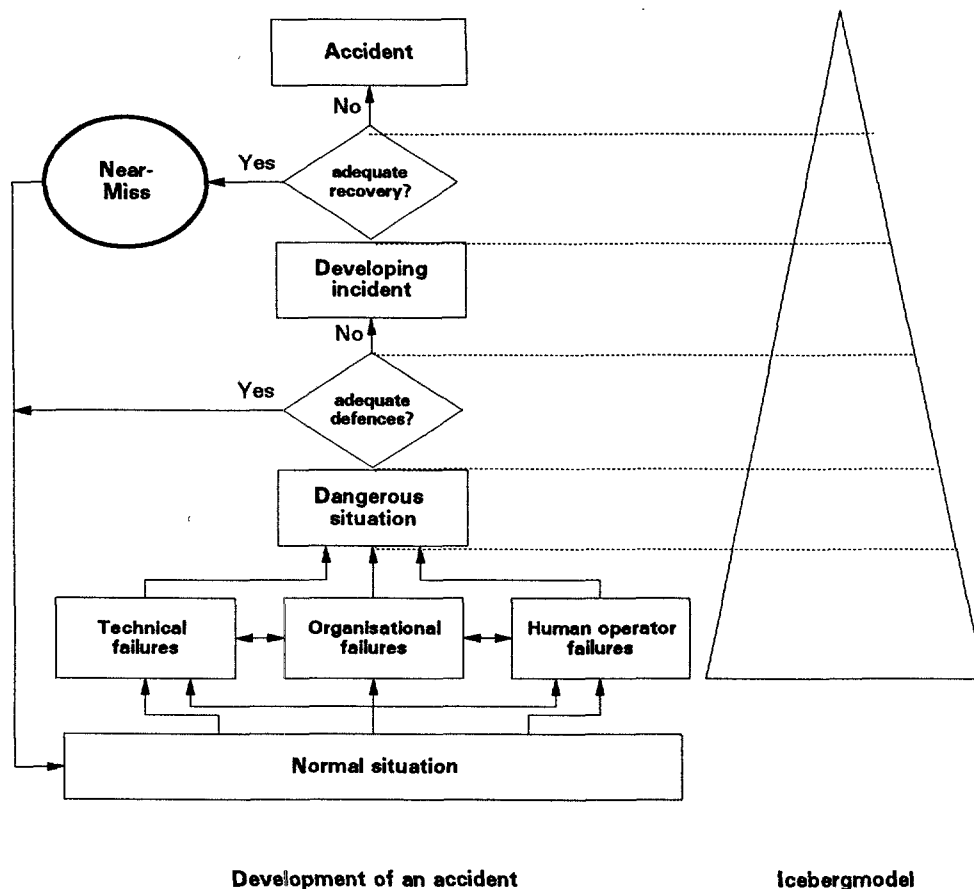 Accident
No
Near-
Miss
Yes
adequate
recovery?
Developing
incident
No
Yes
adequate
defences?
Dangerous
situation
Technical
failures
Organisational
failures
Human operator
failures
Normal situation
Development of an accident
Icebergmodel